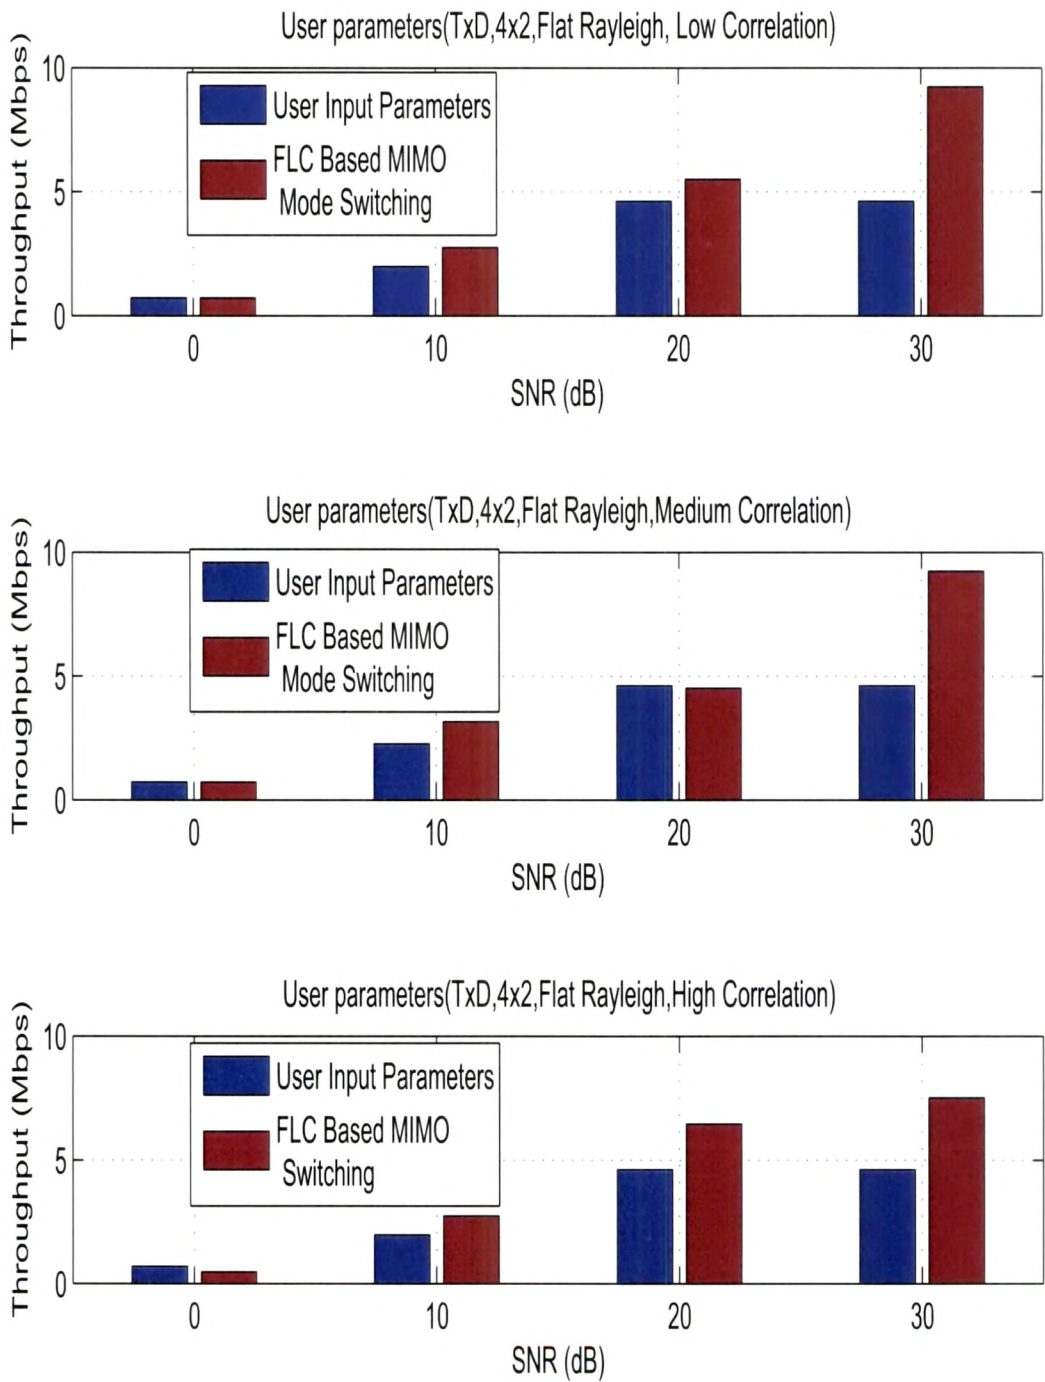 User parameters(TxD,4x2,Flat Rayleigh, Low Correlation)
Throughput (Mbps)
10
5
0
User Input Parameters
FLC Based MIMO
Mode Switching
0 10 20 30
SNR (dB)
User parameters(TxD,4x2,Flat Rayleigh,Medium Correlation)
Throughput (Mbps)
10
5
0
User Input Parameters
FLC Based MIMO
Mode Switching
0 10 20 30
SNR (dB)
User parameters(TxD,4x2,Flat Rayleigh,High Correlation)
Throughput (Mbps)
10
5
0
User Input Parameters
FLC Based MIMO
Switching
0 10 20 30
SNR (dB)